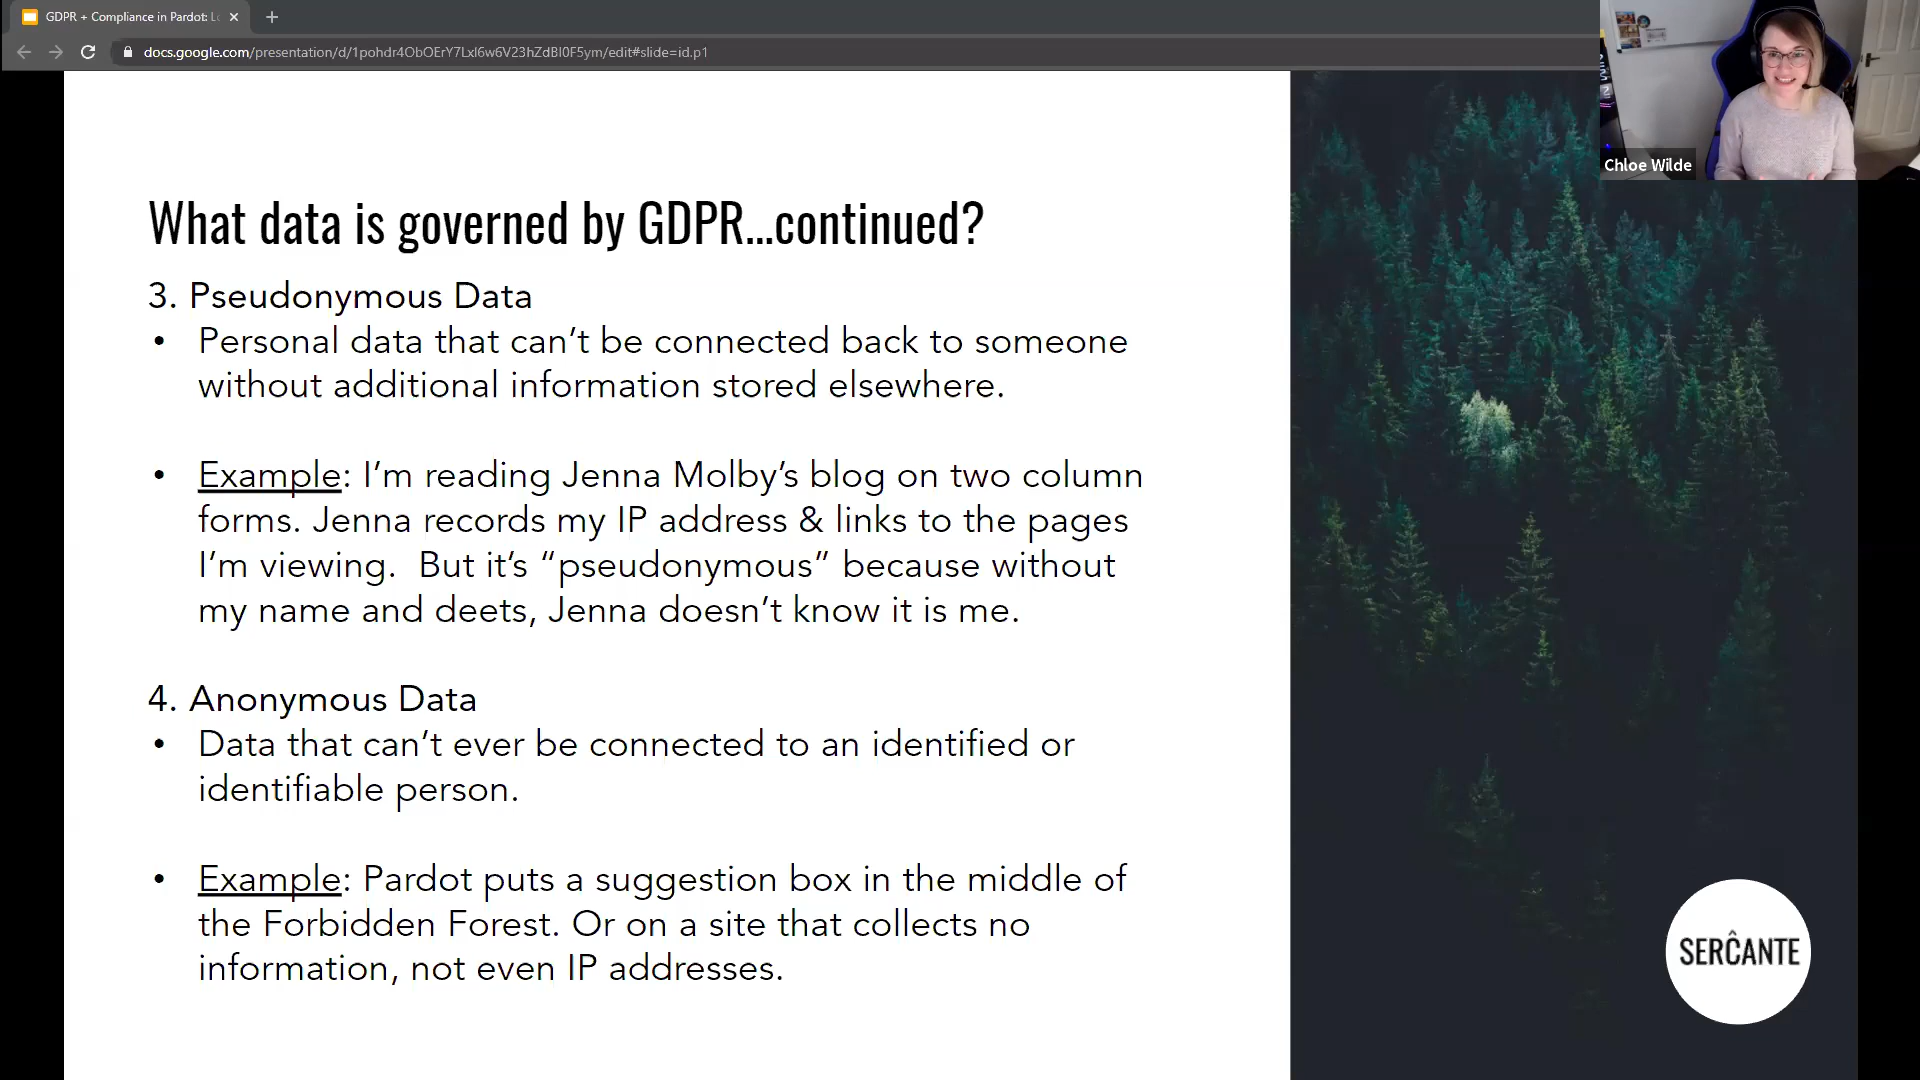 GDPR + Compliance in Pardot: Lo
docs.google.com/presentation/d/1pohdr4ObOErY7Lxl6w6V23hZdBl0F5ym/edit#slide=id.p1
Chloe Wilde
What data is governed by GDPR...continued?
3. Pseudonymous Data
• Personal data that can’t be connected back to someone
without additional information stored elsewhere.
• Example: I’m reading Jenna Molby’s blog on two column
forms. Jenna records my IP address & links to the pages
I’m viewing.  But it’s “pseudonymous” because without
my name and deets, Jenna doesn’t know it is me.
4. Anonymous Data
• Data that can’t ever be connected to an identified or
identifiable person.
• Example: Pardot puts a suggestion box in the middle of
the Forbidden Forest. Or on a site that collects no
information, not even IP addresses.
SERĈANTE